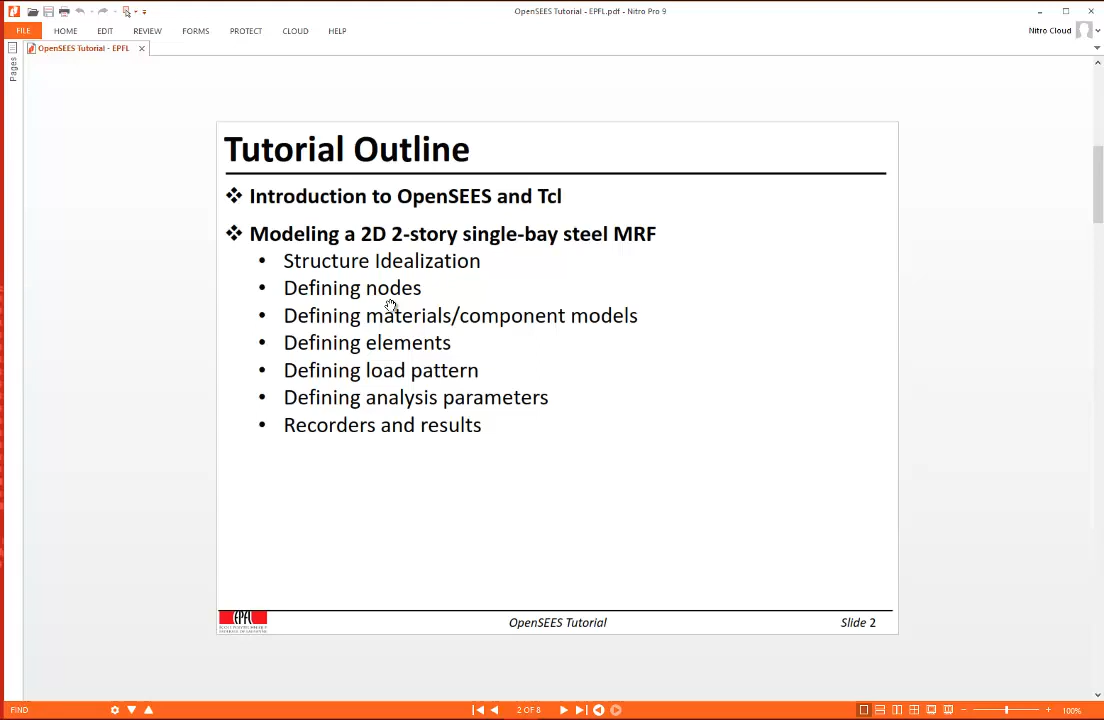 OpenSEES Tutorial - EPFL.pdf - Nitro Pro 9
FILE HOME EDIT REVIEW FORMS PROTECT CLOUD HELP
Nitro Cloud
OpenSEES Tutorial - EPFL
Pages
Tutorial Outline
❖ Introduction to OpenSEES and Tcl
❖ Modeling a 2D 2-story single-bay steel MRF
• Structure Idealization
• Defining nodes
• Defining materials/component models
• Defining elements
• Defining load pattern
• Defining analysis parameters
• Recorders and results
EPFL
OpenSEES Tutorial
Slide 2
FIND
2 OF 8
100%